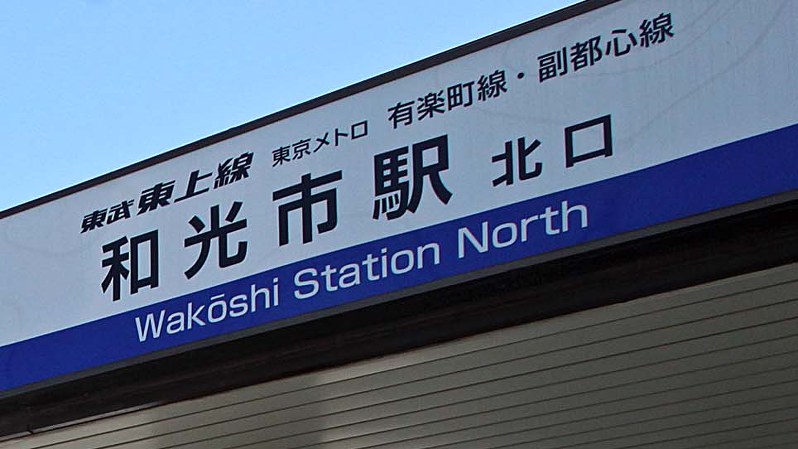 東武東上線 東京メトロ 有楽町線・副都心線
和光市駅 北口
Wakōshi Station North